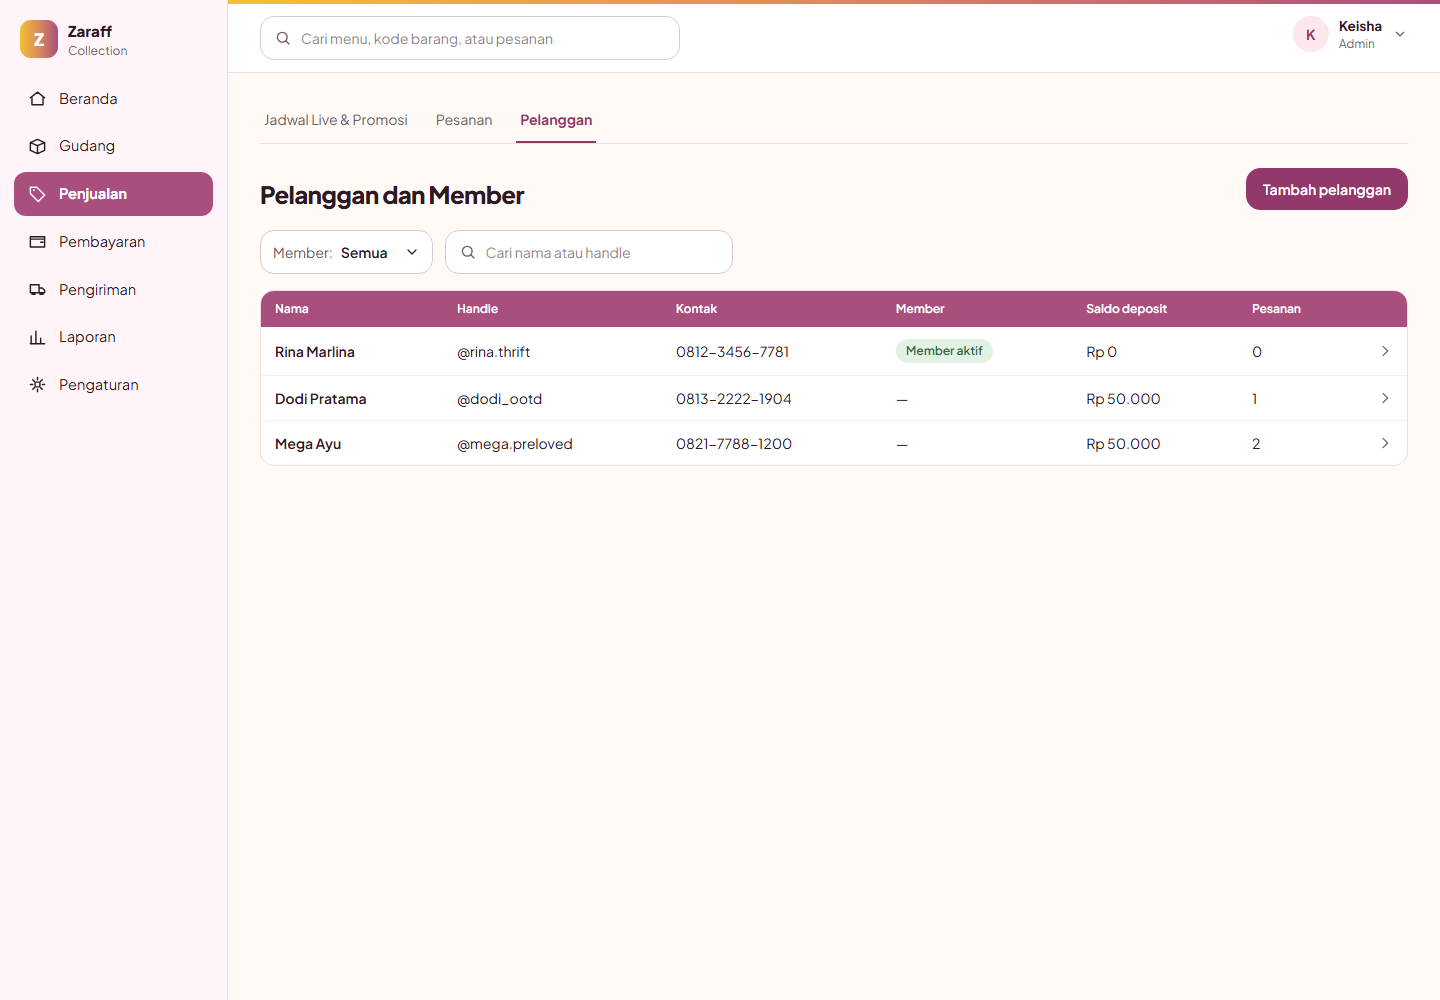 Z
Zaraff
Collection
Cari menu, kode barang, atau pesanan
K
Keisha
Admin
Beranda
Gudang
Penjualan
Pembayaran
Pengiriman
Laporan
Pengaturan
Jadwal Live & Promosi Pesanan Pelanggan
Pelanggan dan Member
Tambah pelanggan
Member: Semua
Cari nama atau handle
Nama Handle Kontak Member Saldo deposit Pesanan
Rina Marlina @rina.thrift 0812-3456-7781 Member aktif Rp 0 0
Dodi Pratama @dodi_ootd 0813-2222-1904 — Rp 50.000 1
Mega Ayu @mega.preloved 0821-7788-1200 — Rp 50.000 2